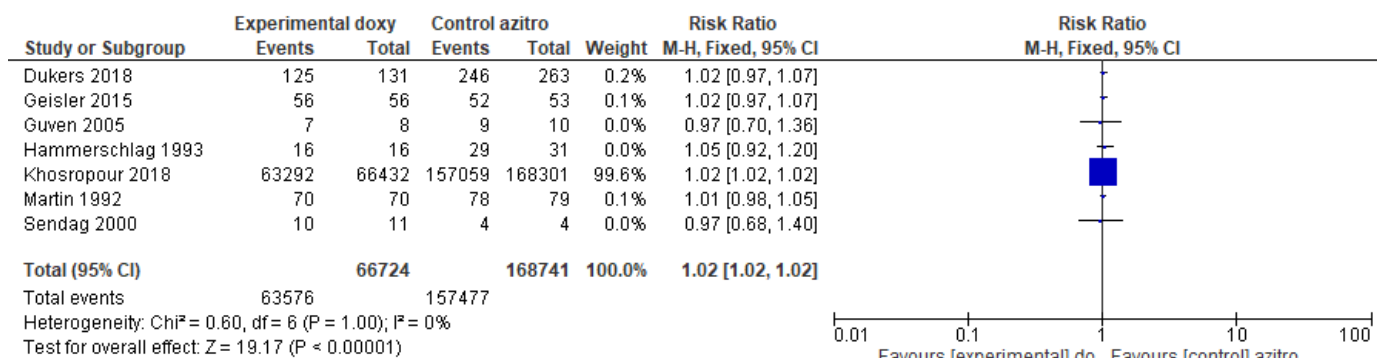 Experimental doxy Control azitro Risk Ratio Risk Ratio
Study or Subgroup Events Total Events Total Weight M-H, Fixed, 95% CI M-H, Fixed, 95% CI
Dukers 2018 125 131 246 263 0.2% 1.02 [0.97, 1.07]
Geisler 2015 56 56 52 53 0.1% 1.02 [0.97, 1.07]
Guven 2005 7 8 9 10 0.0% 0.97 [0.70, 1.36]
Hammerschlag 1993 16 16 29 31 0.0% 1.05 [0.92, 1.20]
Khosropour 2018 63292 66432 157059 168301 99.6% 1.02 [1.02, 1.02]
Martin 1992 70 70 78 79 0.1% 1.01 [0.98, 1.05]
Sendag 2000 10 11 4 4 0.0% 0.97 [0.68, 1.40]
Total (95% CI) 66724 168741 100.0% 1.02 [1.02, 1.02]
Total events 63576 157477
Heterogeneity: Chi² = 0.60, df = 6 (P = 1.00); I² = 0%
Test for overall effect: Z = 19.17 (P < 0.00001)
0.01 0.1 1 10 100
Favours [experimental] do Favours [control] azitro